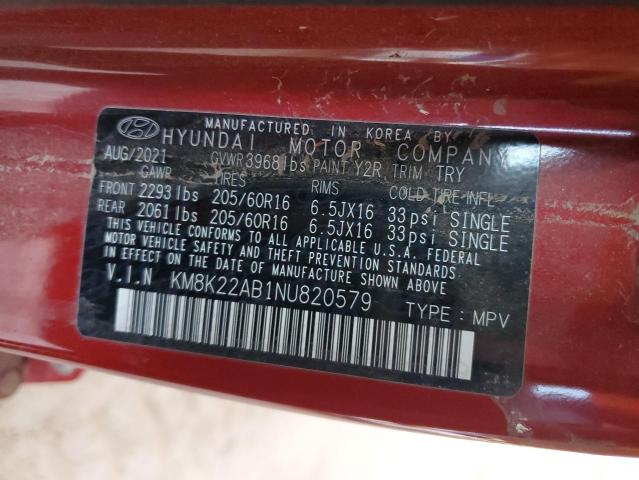 MANUFACTURED IN KOREA BY
HYUNDAI MOTOR COMPANY
AUG/2021 GVWR 3968 lbs PAINT Y2R TRIM TRY
GAWR TIRES RIMS COLD TIRE INFL
FRONT 2293 lbs 205/60R16 6.5JX16 33psi SINGLE
REAR 2061 lbs 205/60R16 6.5JX16 33psi SINGLE
THIS VEHICLE CONFORMS TO ALL APPLICABLE U.S.A. FEDERAL
MOTOR VEHICLE SAFETY AND THEFT PREVENTION STANDARDS
IN EFFECT ON THE DATE OF MANUFACTURE SHOWN ABOVE.
V.I.N KM8K22AB1NU820579
TYPE : MPV